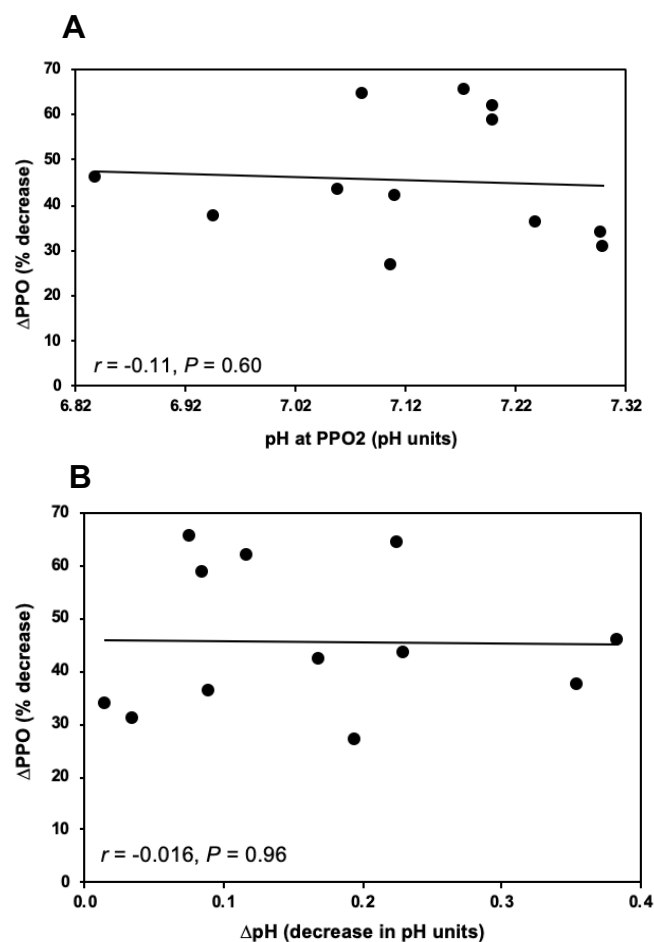 A
70
60
50
40
30
20
10
0
ΔPPO (% decrease)
r = -0.11, P = 0.60
6.82 6.92 7.02 7.12 7.22 7.32
pH at PPO2 (pH units)
B
70
60
50
40
30
20
10
0
ΔPPO (% decrease)
r = -0.016, P = 0.96
0.0 0.1 0.2 0.3 0.4
ΔpH (decrease in pH units)